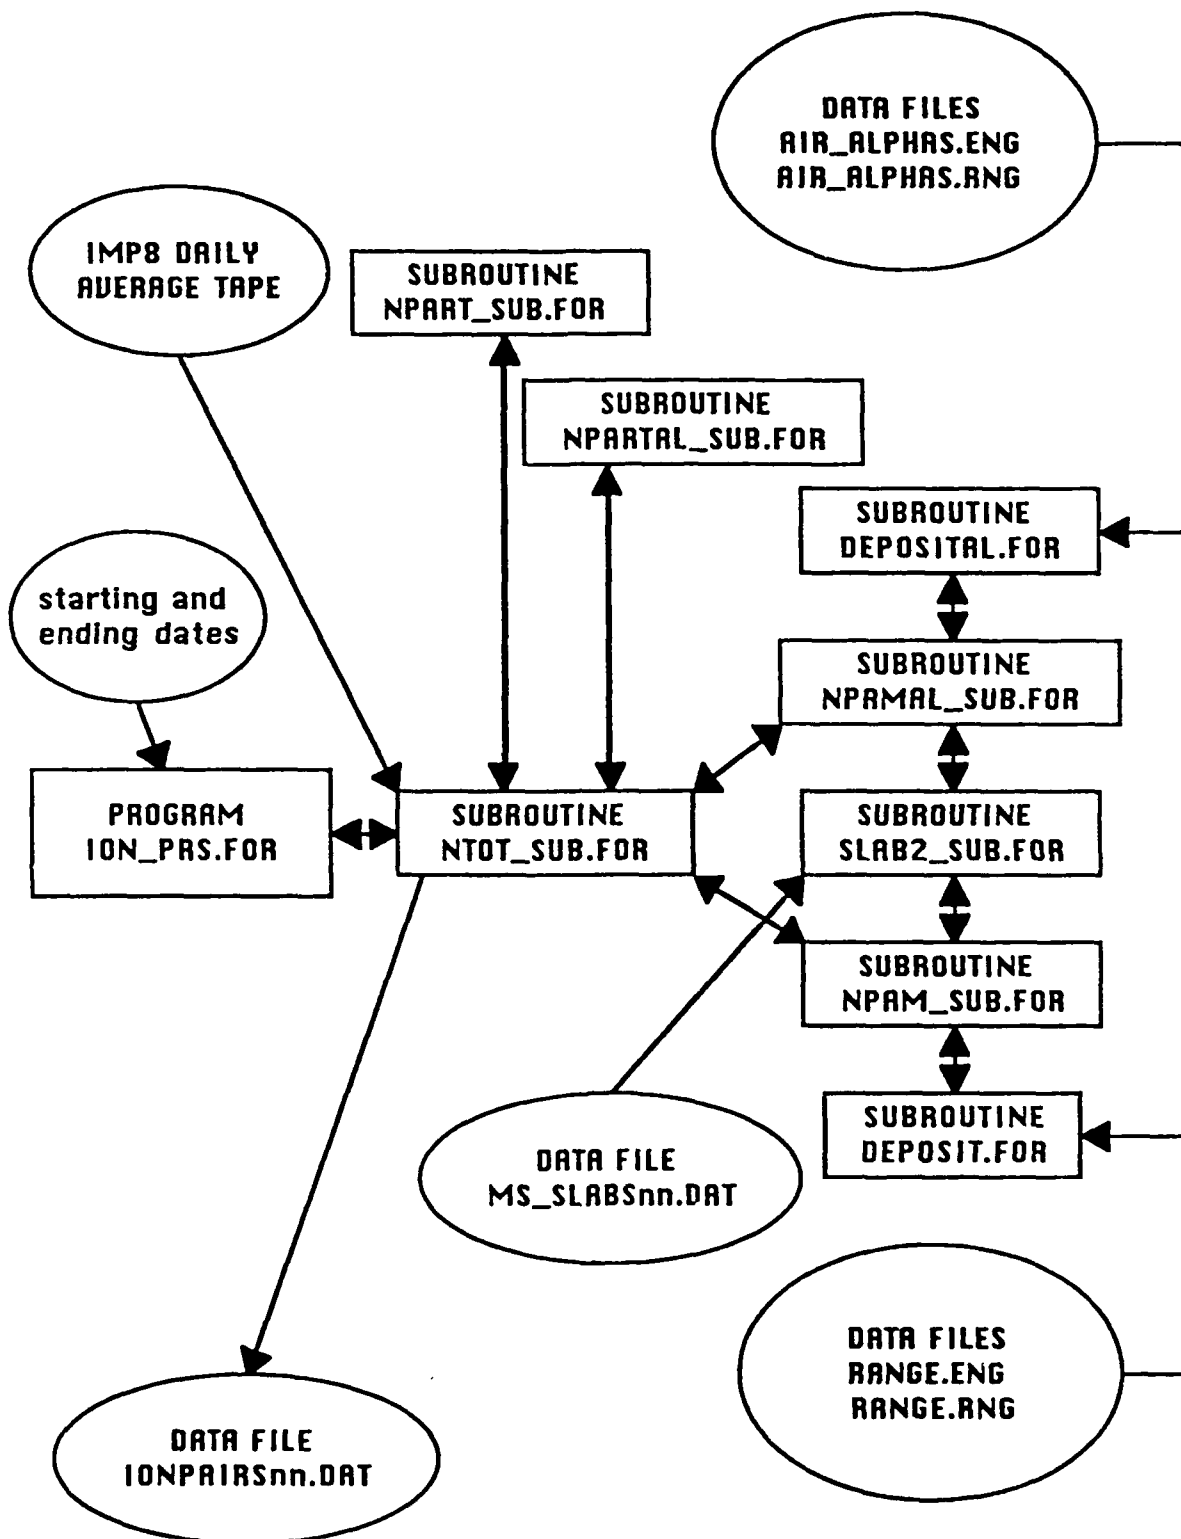 DATA FILES
AIR_ALPHAS.ENG
AIR_ALPHAS.RNG
IMP8 DAILY
AVERAGE TAPE
SUBROUTINE
NPART_SUB.FOR
SUBROUTINE
NPARTAL_SUB.FOR
SUBROUTINE
DEPOSITAL.FOR
starting and
ending dates
SUBROUTINE
NPAMAL_SUB.FOR
PROGRAM
ION_PRS.FOR
SUBROUTINE
NTOT_SUB.FOR
SUBROUTINE
SLAB2_SUB.FOR
SUBROUTINE
NPAM_SUB.FOR
SUBROUTINE
DEPOSIT.FOR
DATA FILE
MS_SLABSnn.DAT
DATA FILES
RANGE.ENG
RANGE.RNG
DATA FILE
IONPAIRSnn.DAT